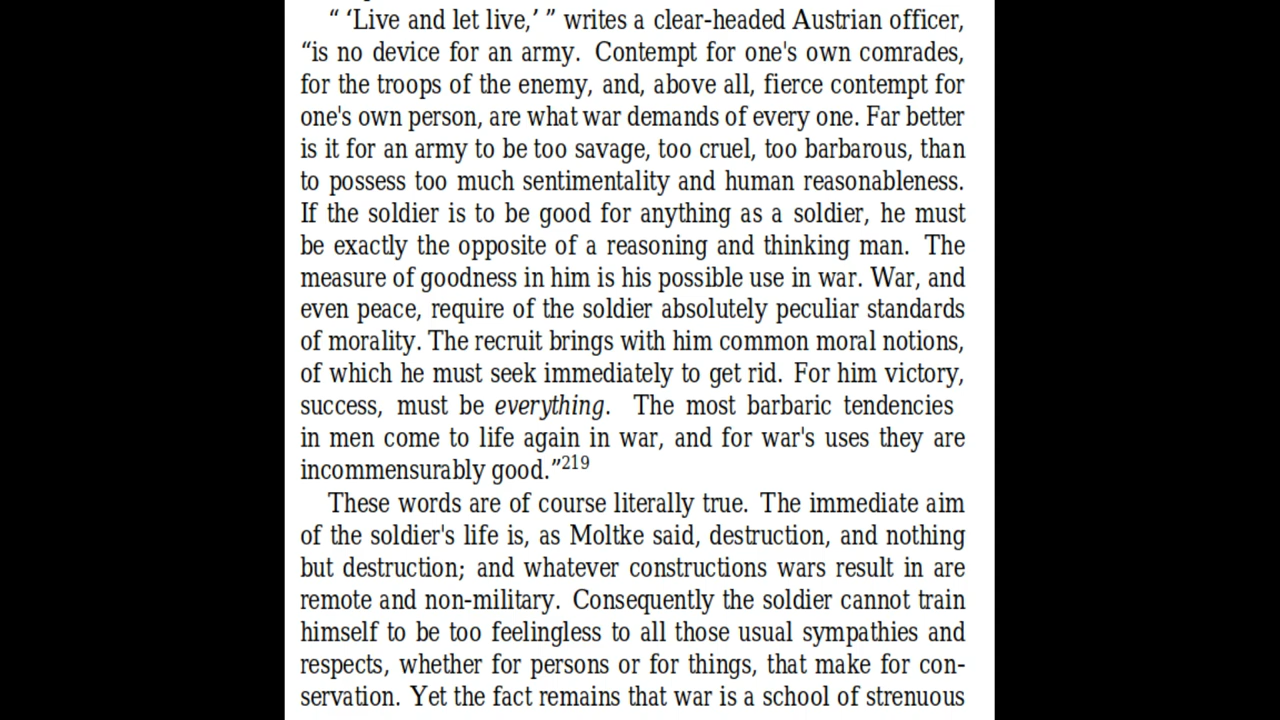 “ ‘Live and let live,’ ” writes a clear-headed Austrian officer,
“is no device for an army. Contempt for one's own comrades,
for the troops of the enemy, and, above all, fierce contempt for
one's own person, are what war demands of every one. Far better
is it for an army to be too savage, too cruel, too barbarous, than
to possess too much sentimentality and human reasonableness.
If the soldier is to be good for anything as a soldier, he must
be exactly the opposite of a reasoning and thinking man. The
measure of goodness in him is his possible use in war. War, and
even peace, require of the soldier absolutely peculiar standards
of morality. The recruit brings with him common moral notions,
of which he must seek immediately to get rid. For him victory,
success, must be everything. The most barbaric tendencies
in men come to life again in war, and for war's uses they are
incommensurably good.”219
These words are of course literally true. The immediate aim
of the soldier's life is, as Moltke said, destruction, and nothing
but destruction; and whatever constructions wars result in are
remote and non-military. Consequently the soldier cannot train
himself to be too feelingless to all those usual sympathies and
respects, whether for persons or for things, that make for con-
servation. Yet the fact remains that war is a school of strenuous